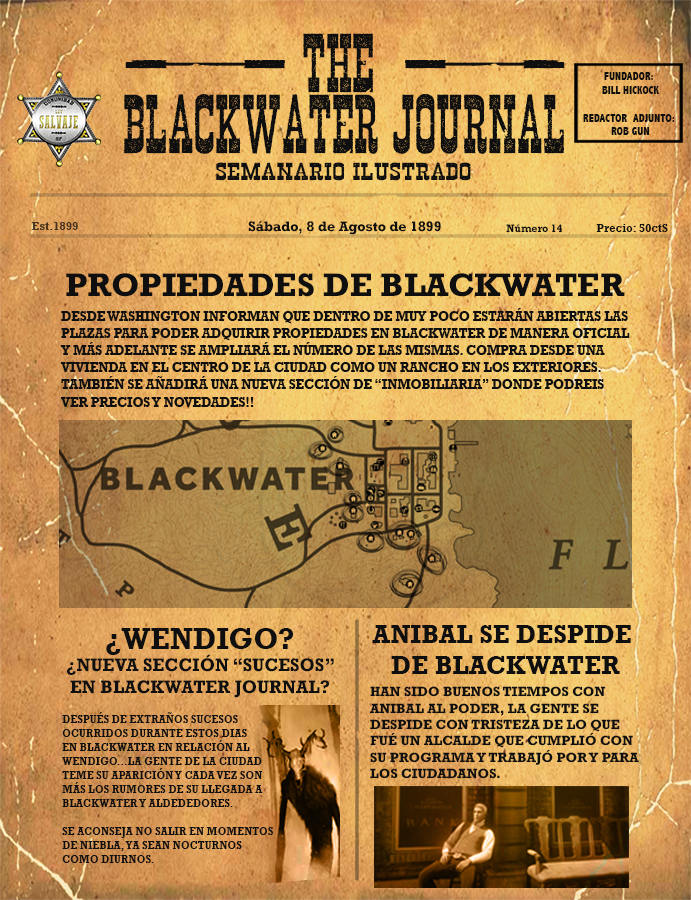 THE
BLACKWATER JOURNAL
SEMANARIO ILUSTRADO
COMUNIDAD
SALVAJE
FUNDADOR:
BILL HICKOCK
REDACTOR ADJUNTO:
ROB GUN
Est.1899
Sábado, 8 de Agosto de 1899
Número 14
Precio: 50ctS
PROPIEDADES DE BLACKWATER
DESDE WASHINGTON INFORMAN QUE DENTRO DE MUY POCO ESTARÁN ABIERTAS LAS
PLAZAS PARA PODER ADQUIRIR PROPIEDADES EN BLACKWATER DE MANERA OFICIAL
Y MÁS ADELANTE SE AMPLIARÁ EL NÚMERO DE LAS MISMAS. COMPRA DESDE UNA
VIVIENDA EN EL CENTRO DE LA CIUDAD COMO UN RANCHO EN LOS EXTERIORES.
TAMBIÉN SE AÑADIRÁ UNA NUEVA SECCIÓN DE “INMOBILIARIA” DONDE PODREIS
VER PRECIOS Y NOVEDADES!!
BLACKWATER
E
F L
E
P
¿WENDIGO?
¿NUEVA SECCIÓN “SUCESOS”
EN BLACKWATER JOURNAL?
DESPUÉS DE EXTRAÑOS SUCESOS
OCURRIDOS DURANTE ESTOS DIAS
EN BLACKWATER EN RELACIÓN AL
WENDIGO...LA GENTE DE LA CIUDAD
TEME SU APARICIÓN Y CADA VEZ SON
MÁS LOS RUMORES DE SU LLEGADA A
BLACKWATER Y ALDEDEDORES.
SE ACONSEJA NO SALIR EN MOMENTOS
DE NIEBLA, YA SEAN NOCTURNOS
COMO DIURNOS.
ANIBAL SE DESPIDE
DE BLACKWATER
HAN SIDO BUENOS TIEMPOS CON
ANIBAL AL PODER, LA GENTE SE
DESPIDE CON TRISTEZA DE LO QUE
FUÉ UN ALCALDE QUE CUMPLIÓ CON
SU PROGRAMA Y TRABAJÓ POR Y PARA
LOS CIUDADANOS.
BANK